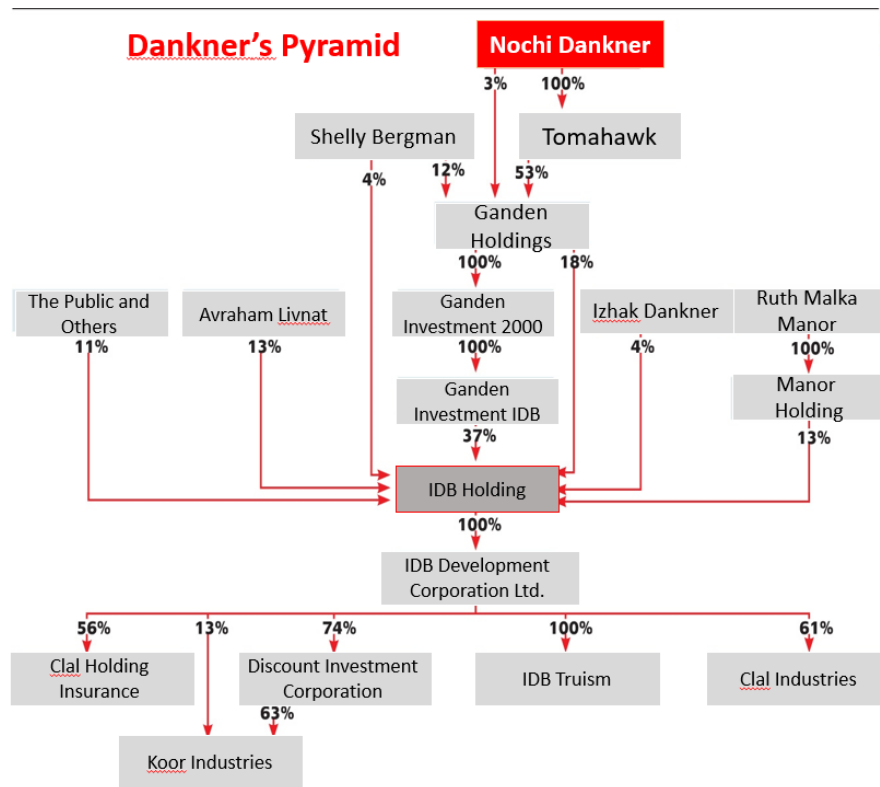 Dankner's Pyramid
Nochi Dankner
3%
100%
Shelly Bergman
Tomahawk
4%
12%
53%
Ganden
Holdings
100%
18%
The Public and
Others
11%
Avraham Livnat
13%
Ganden
Investment 2000
100%
Izhak Dankner
4%
Ruth Malka
Manor
100%
Ganden
Investment IDB
37%
Manor
Holding
13%
IDB Holding
100%
IDB Development
Corporation Ltd.
56%
13%
74%
100%
61%
Clal Holding
Insurance
Discount Investment
Corporation
63%
IDB Truism
Clal Industries
Koor Industries